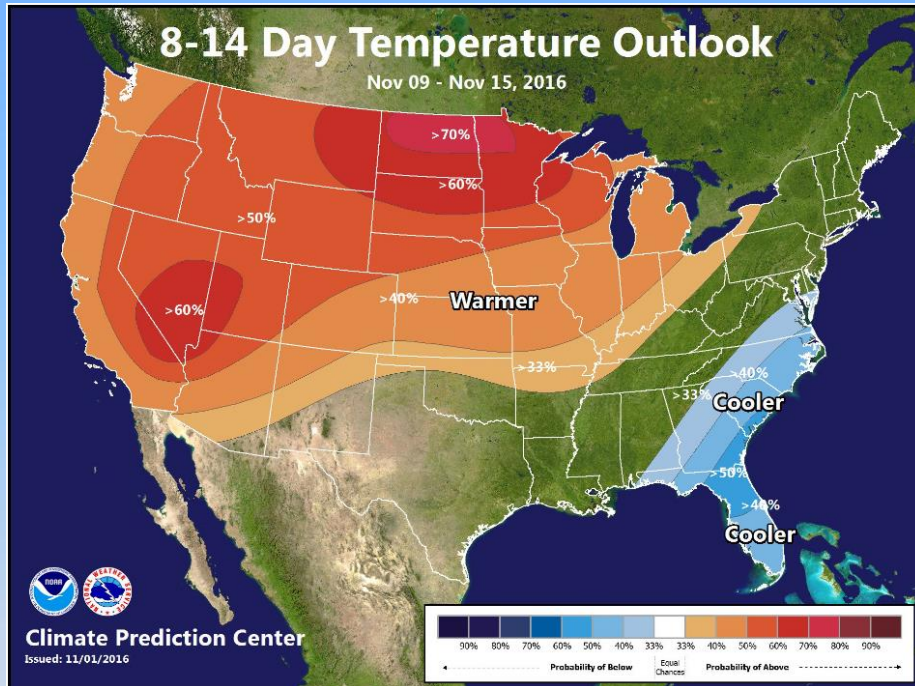 8-14 Day Temperature Outlook
Nov 09 - Nov 15, 2016
>70%
>60%
>50%
>60%
>40%
Warmer
>33%
>40%
>33%
Cooler
>50%
>40%
Cooler
NOAA
Climate Prediction Center
Issued: 11/01/2016
90% 80% 70% 60% 50% 40% 33% 33% 40% 50% 60% 70% 80% 90%
Probability of Below Equal Chances Probability of Above